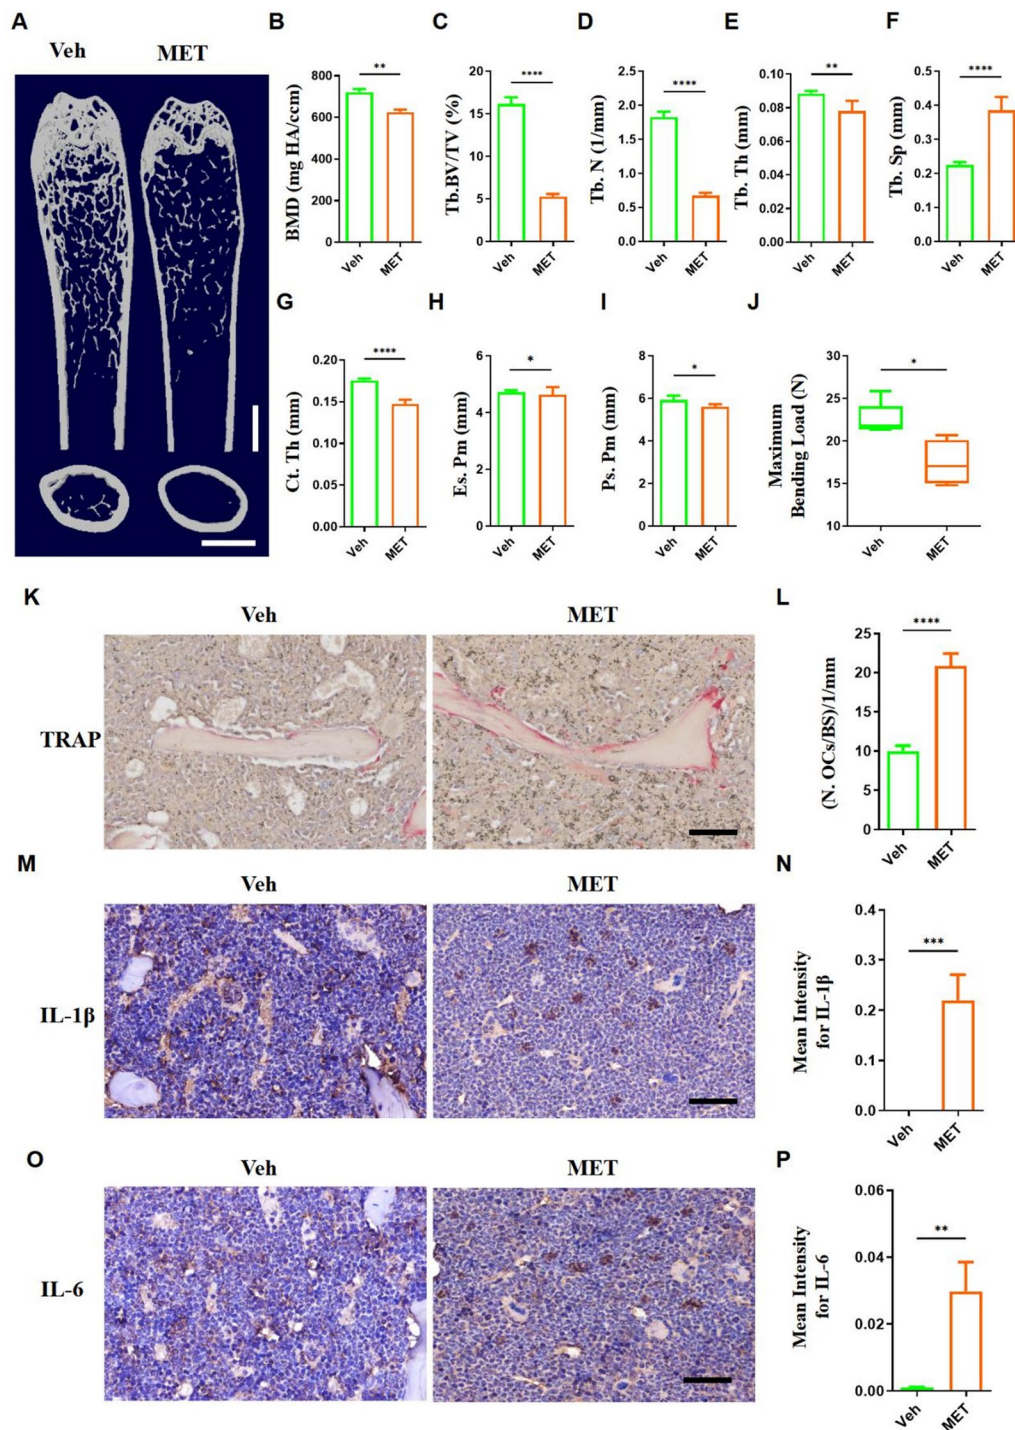 A
Veh MET
B
BMD (mg HA/ccm)
800
600
400
200
0
**
Veh MET
C
Tb.BV/TV (%)
20
15
10
5
0
****
Veh MET
D
Tb. N (1/mm)
2.5
2.0
1.5
1.0
0.5
0.0
****
Veh MET
E
Tb. Th (mm)
0.10
0.08
0.06
0.04
0.02
0.00
**
Veh MET
F
Tb. Sp (mm)
0.5
0.4
0.3
0.2
0.1
0.0
****
Veh MET
G
Ct. Th (mm)
0.20
0.15
0.10
0.05
0.00
****
Veh MET
H
Es. Pm (mm)
6
4
2
0
*
Veh MET
I
Ps. Pm (mm)
8
6
4
2
0
*
Veh MET
J
Maximum
Bending Load (N)
30
25
20
15
10
*
Veh MET
K
Veh MET
TRAP
L
(N. OCs/BS)/1/mm
25
20
15
10
5
0
****
Veh MET
M
Veh MET
IL-1β
N
Mean Intensity
for IL-1β
0.4
0.3
0.2
0.1
0.0
***
Veh MET
O
Veh MET
IL-6
P
Mean Intensity
for IL-6
0.06
0.04
0.02
0.00
**
Veh MET